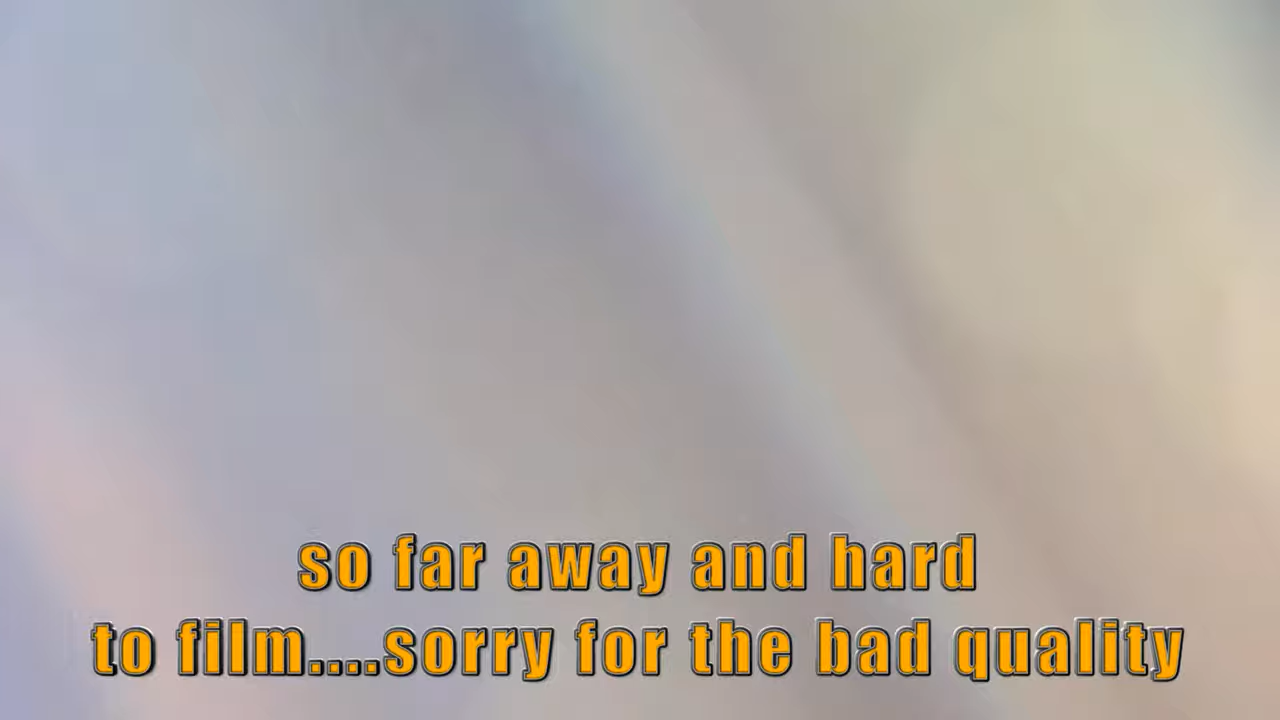 so far away and hard
to film....sorry for the bad quality